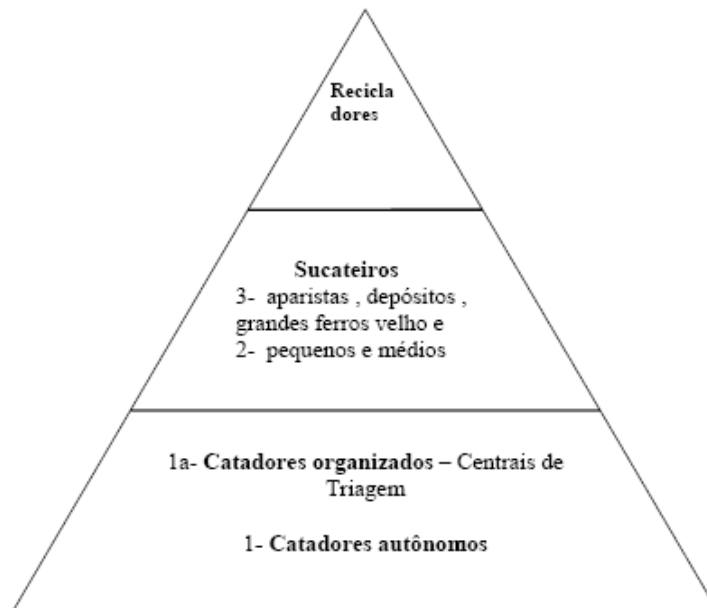 Recicla
dores
Sucateiros
3- aparistas , depósitos ,
grandes ferros velho e
2- pequenos e médios
1a- Catadores organizados – Centrais de
Triagem
1- Catadores autônomos